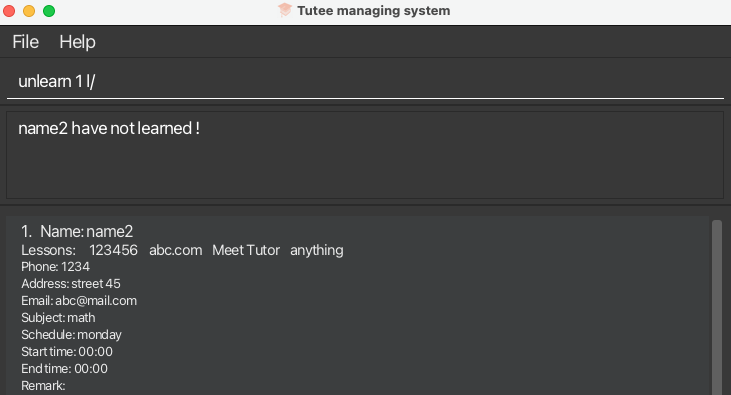 Tutee managing system
File Help
unlearn 1 l/
name2 have not learned !
1. Name: name2
Lessons: 123456 abc.com Meet Tutor anything
Phone: 1234
Address: street 45
Email: abc@mail.com
Subject: math
Schedule: monday
Start time: 00:00
End time: 00:00
Remark: